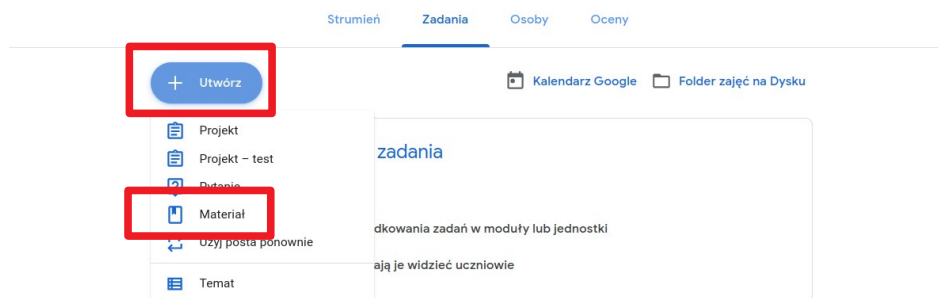 Strumień Zadania Osoby Oceny
+ Utwórz
Kalendarz Google Folder zajęć na Dysku
Projekt
Projekt – test
zadania
Pytanie
Materiał
dkowania zadań w moduły lub jednostki
Użyj posta ponownie
ają je widzieć uczniowie
Temat